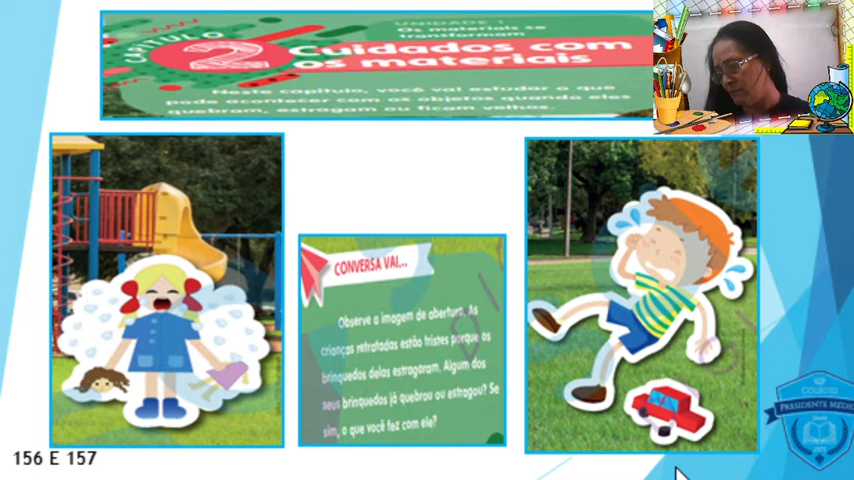 UNIDADE 1
Os materiais se
transformam
CAPÍTULO
2 Cuidados com
os materiais
Neste capítulo, você vai estudar o que
pode acontecer com os objetos quando eles
quebram, estragam ou ficam velhos.
CONVERSA VAI...
Observe a imagem de abertura. As
crianças retratadas estão tristes porque os
brinquedos delas estragaram. Algum dos
seus brinquedos já quebrou ou estragou? Se
sim, o que você fez com ele?
COLÉGIO
PRESIDENTE MÉDICI
156 E 157